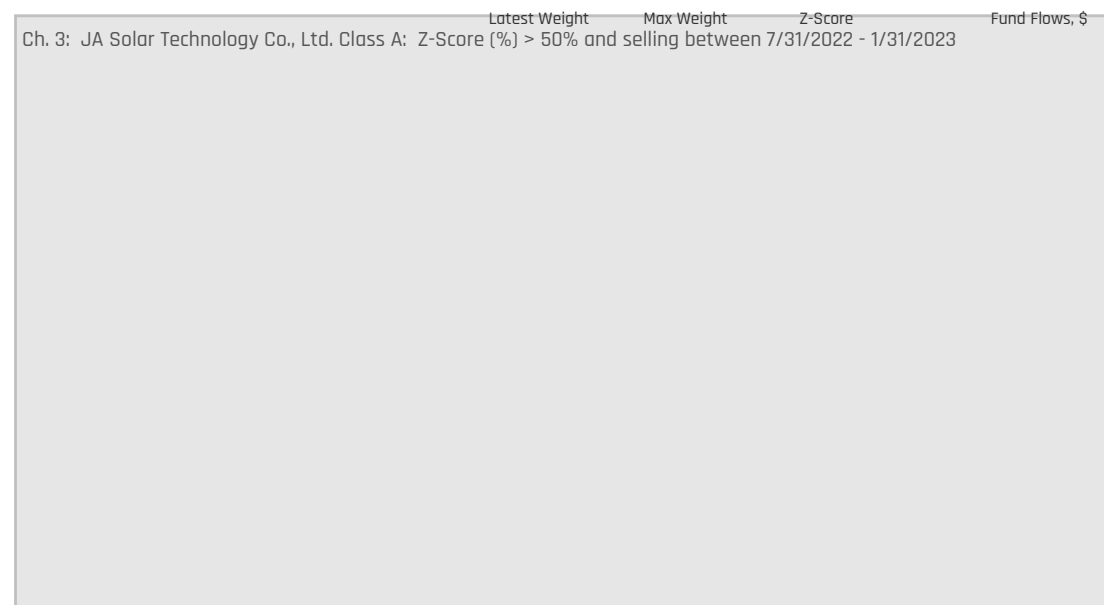 Latest Weight Max Weight Z-Score Fund Flows, $
Ch. 3: JA Solar Technology Co., Ltd. Class A: Z-Score (%) > 50% and selling between 7/31/2022 - 1/31/2023